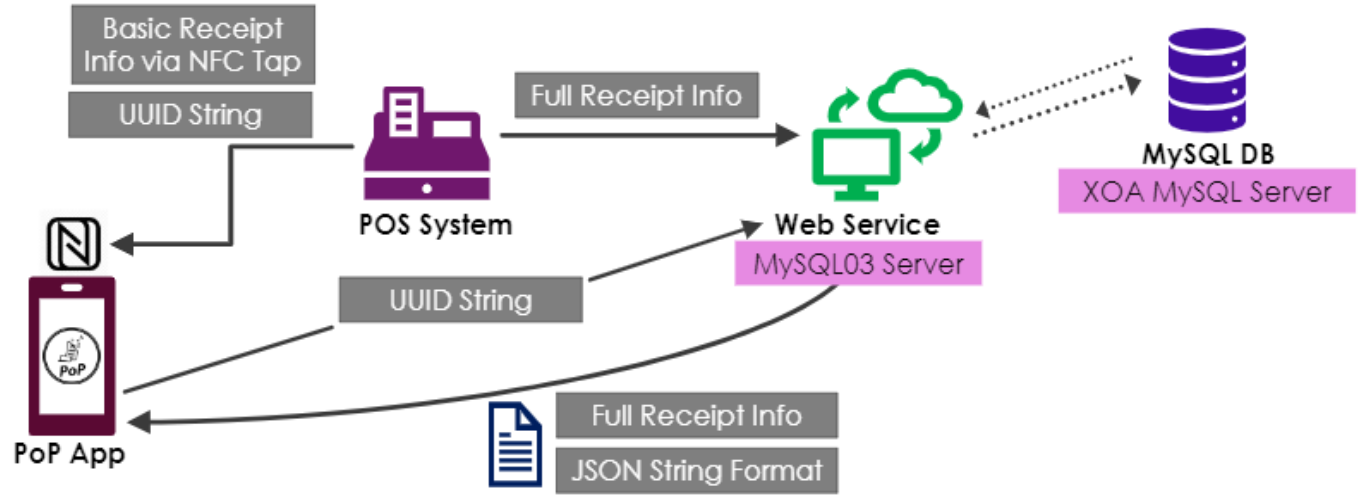 Basic Receipt
Info via NFC Tap
UUID String
Full Receipt Info
POS System
Web Service
MySQL03 Server
MySQL DB
XOA MySQL Server
UUID String
PoP
PoP App
Full Receipt Info
JSON String Format